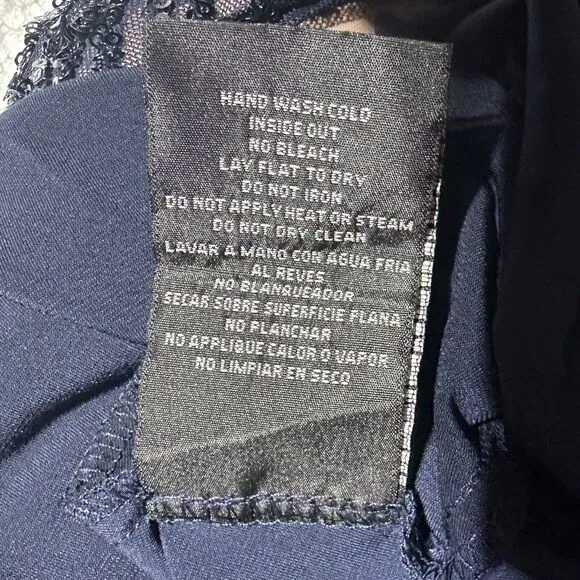 HAND WASH COLD
INSIDE OUT
NO BLEACH
LAY FLAT TO DRY
DO NOT IRON
DO NOT APPLY HEAT OR STEAM
DO NOT DRY CLEAN
LAVAR A MANO CON AGUA FRIA
AL REVES
NO BLANQUEADOR
SECAR SOBRE SUPERFICIE PLANA
NO PLANCHAR
NO APPLIQUE CALOR O VAPOR
NO LIMPIAR EN SECO